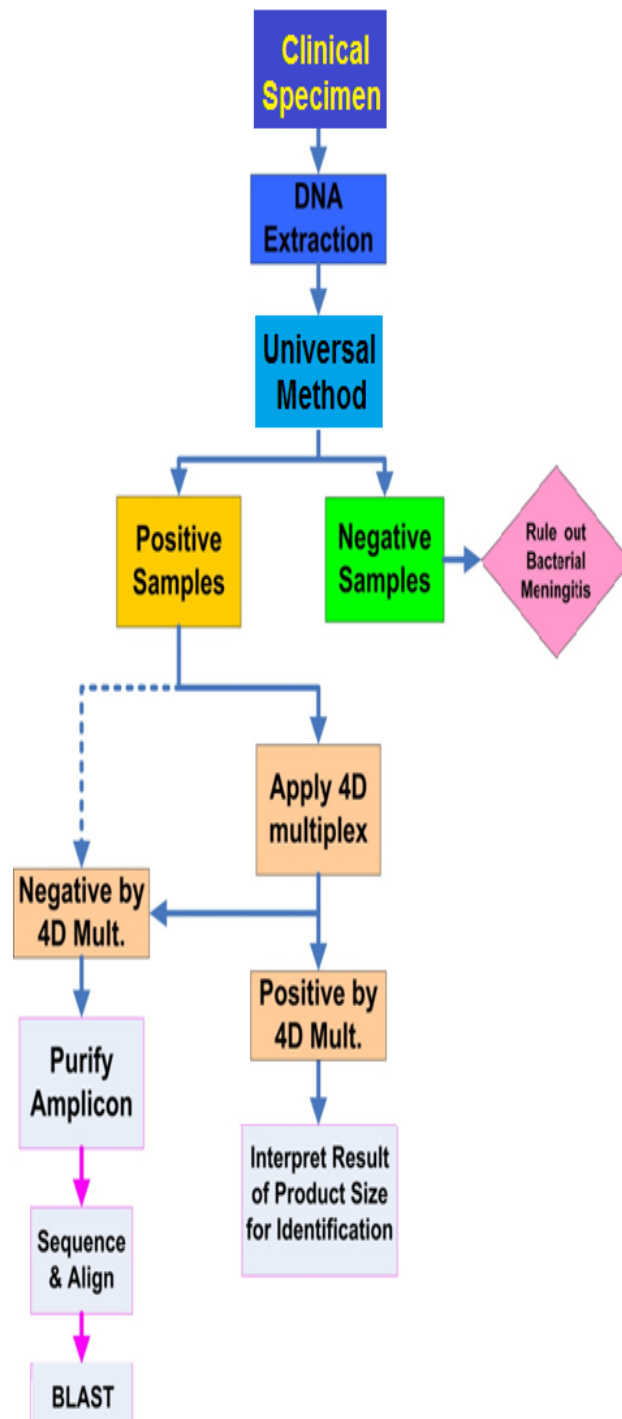 Clinical
Specimen
DNA
Extraction
Universal
Method
Positive
Samples
Negative
Samples
Rule out
Bacterial
Meningitis
Apply 4D
multiplex
Negative by
4D Mult.
Positive by
4D Mult.
Purify
Amplicon
Interpret Result
of Product Size
for Identification
Sequence
& Align
BLAST